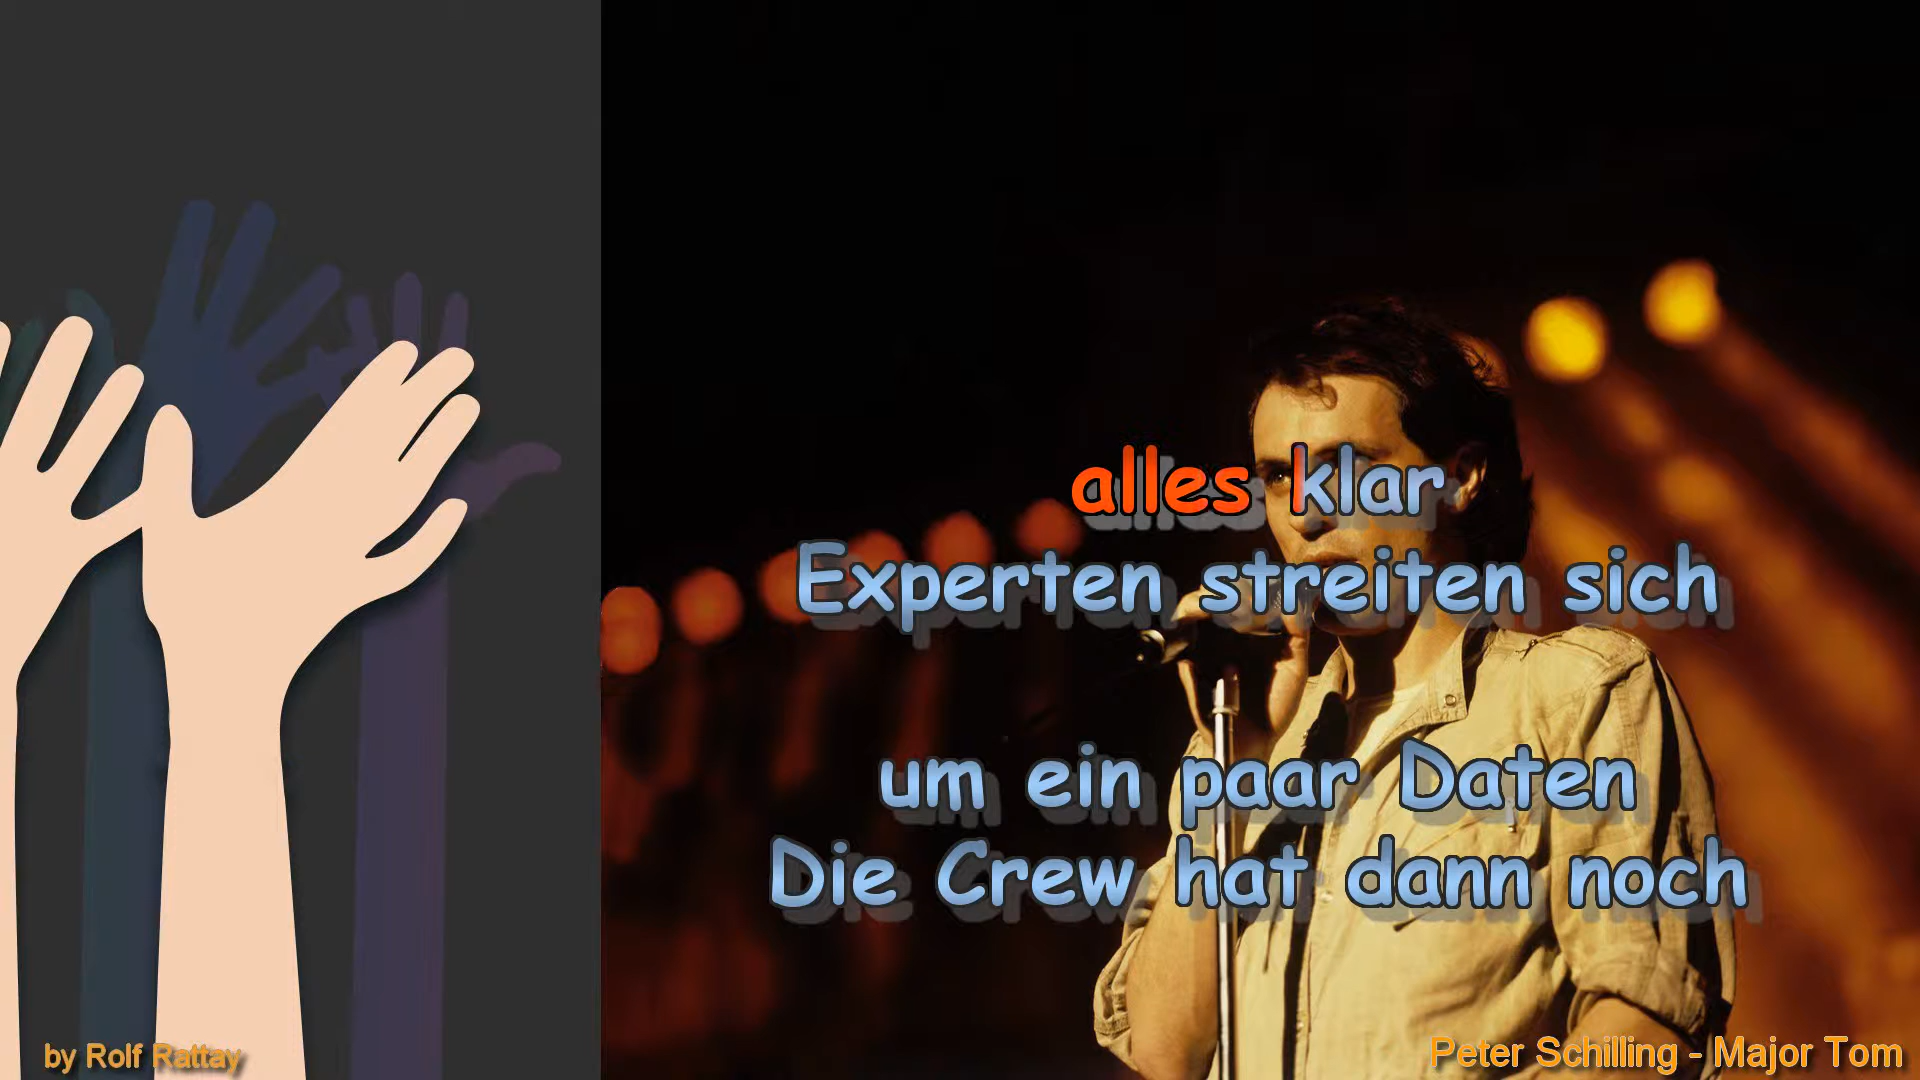 alles klar
Experten streiten sich
um ein paar Daten
Die Crew hat dann noch
by Rolf Rattay
Peter Schilling - Major Tom